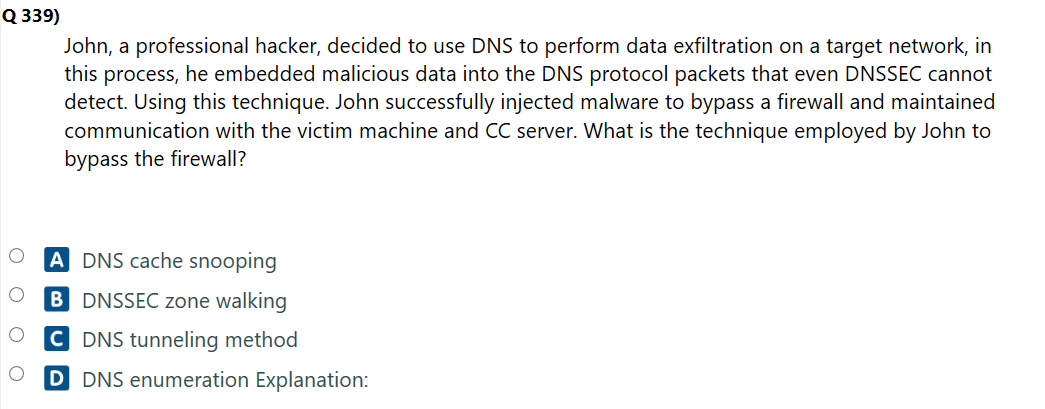 Q 339)
John, a professional hacker, decided to use DNS to perform data exfiltration on a target network, in
this process, he embedded malicious data into the DNS protocol packets that even DNSSEC cannot
detect. Using this technique. John successfully injected malware to bypass a firewall and maintained
communication with the victim machine and CC server. What is the technique employed by John to
bypass the firewall?
A DNS cache snooping
B DNSSEC zone walking
C DNS tunneling method
D DNS enumeration Explanation: